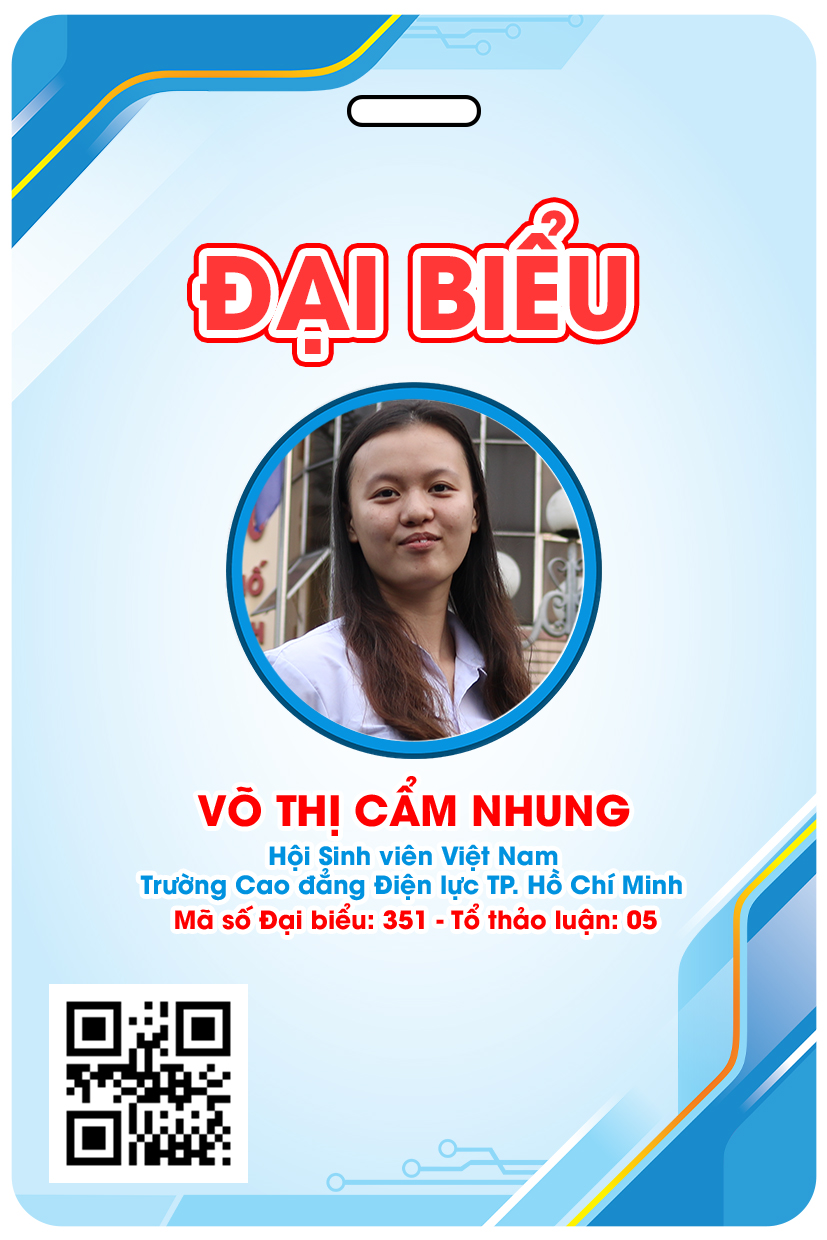 ĐẠI BIỂU
VÕ THỊ CẨM NHUNG
Hội Sinh viên Việt Nam
Trường Cao đẳng Điện lực TP. Hồ Chí Minh
Mã số Đại biểu: 351 - Tổ thảo luận: 05